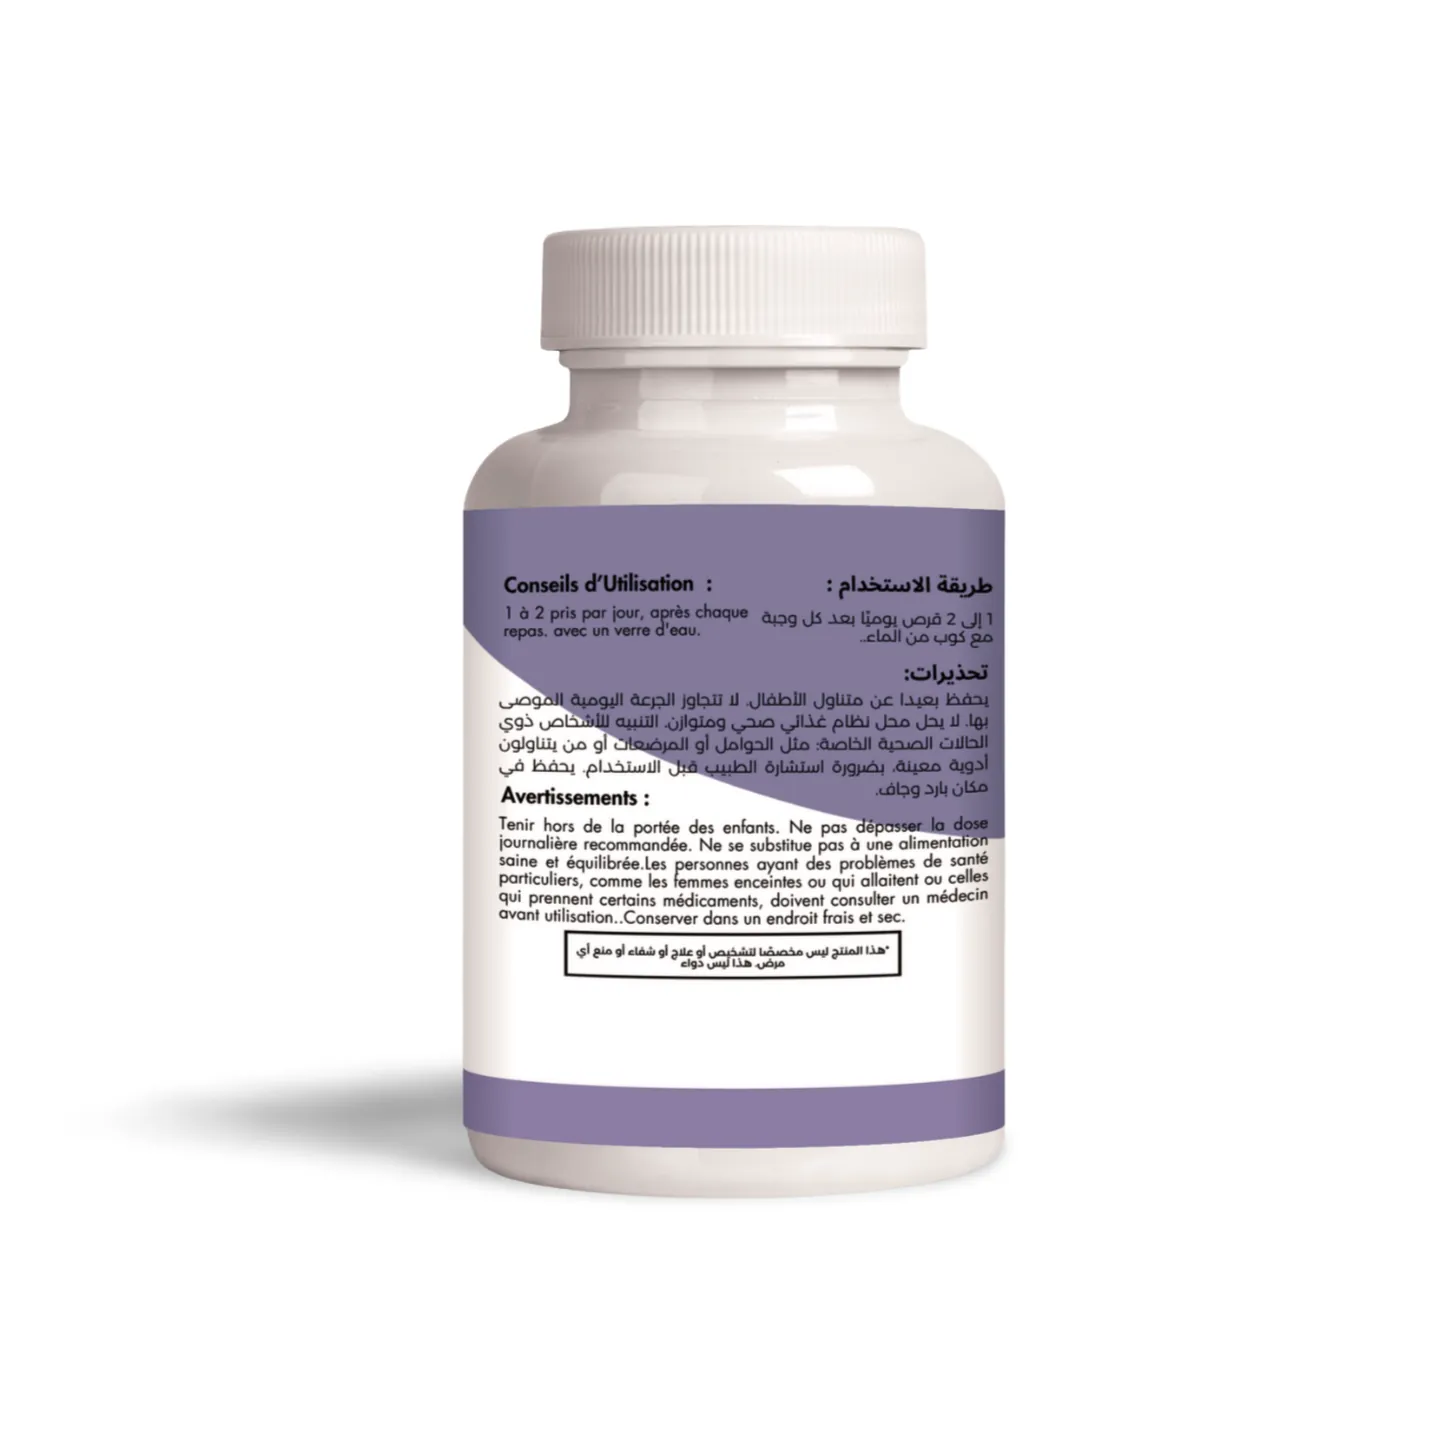 Conseils d'Utilisation :
1 à 2 pris par jour, après chaque
repas. avec un verre d'eau.
طريقة الاستخدام :
1 إلى 2 قرص يوميًا بعد كل وجبة
مع كوب من الماء..
تحذيرات:
يحفظ بعيدا عن متناول الأطفال. لا تتجاوز الجرعة اليومية الموصى
بها. لا يحل محل نظام غذائي صحي ومتوازن. التنبيه للأشخاص ذوي
الحالات الصحية الخاصة: مثل الحوامل أو المرضعات أو من يتناولون
أدوية معينة، بضرورة استشارة الطبيب قبل الاستخدام. يحفظ في
مكان بارد وجاف.
Avertissements :
Tenir hors de la portée des enfants. Ne pas dépasser la dose
journalière recommandée. Ne se substitue pas à une alimentation
saine et équilibrée.Les personnes ayant des problèmes de santé
particuliers, comme les femmes enceintes ou qui allaitent ou celles
qui prennent certains médicaments, doivent consulter un médecin
avant utilisation..Conserver dans un endroit frais et sec.
*هذا المنتج ليس مخصصًا لتشخيص أو علاج أو شفاء أو منع أي
مرض. هذا ليس دواء